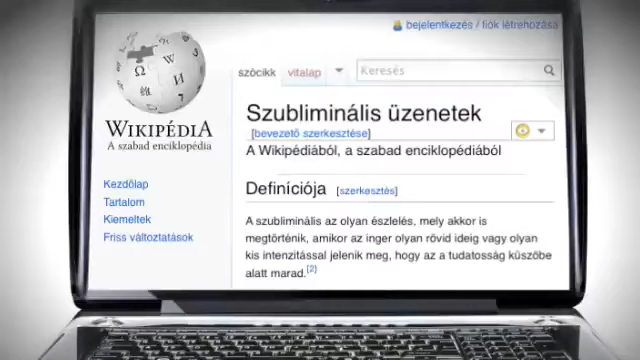 bejelentkezés / fiók létrehozása
szócikk vitalap Keresés
WIKIPÉDIA
A szabad enciklopédia
Szubliminális üzenetek
[bevezető szerkesztése]
A Wikipédiából, a szabad enciklopédiából
Kezdőlap
Tartalom
Kiemeltek
Friss változtatások
Definíciója [szerkesztés]
A szubliminális az olyan észlelés, mely akkor is
megtörténik, amikor az inger olyan rövid ideig vagy olyan
kis intenzitással jelenik meg, hogy az a tudatosság küszöbe
alatt marad.[2]